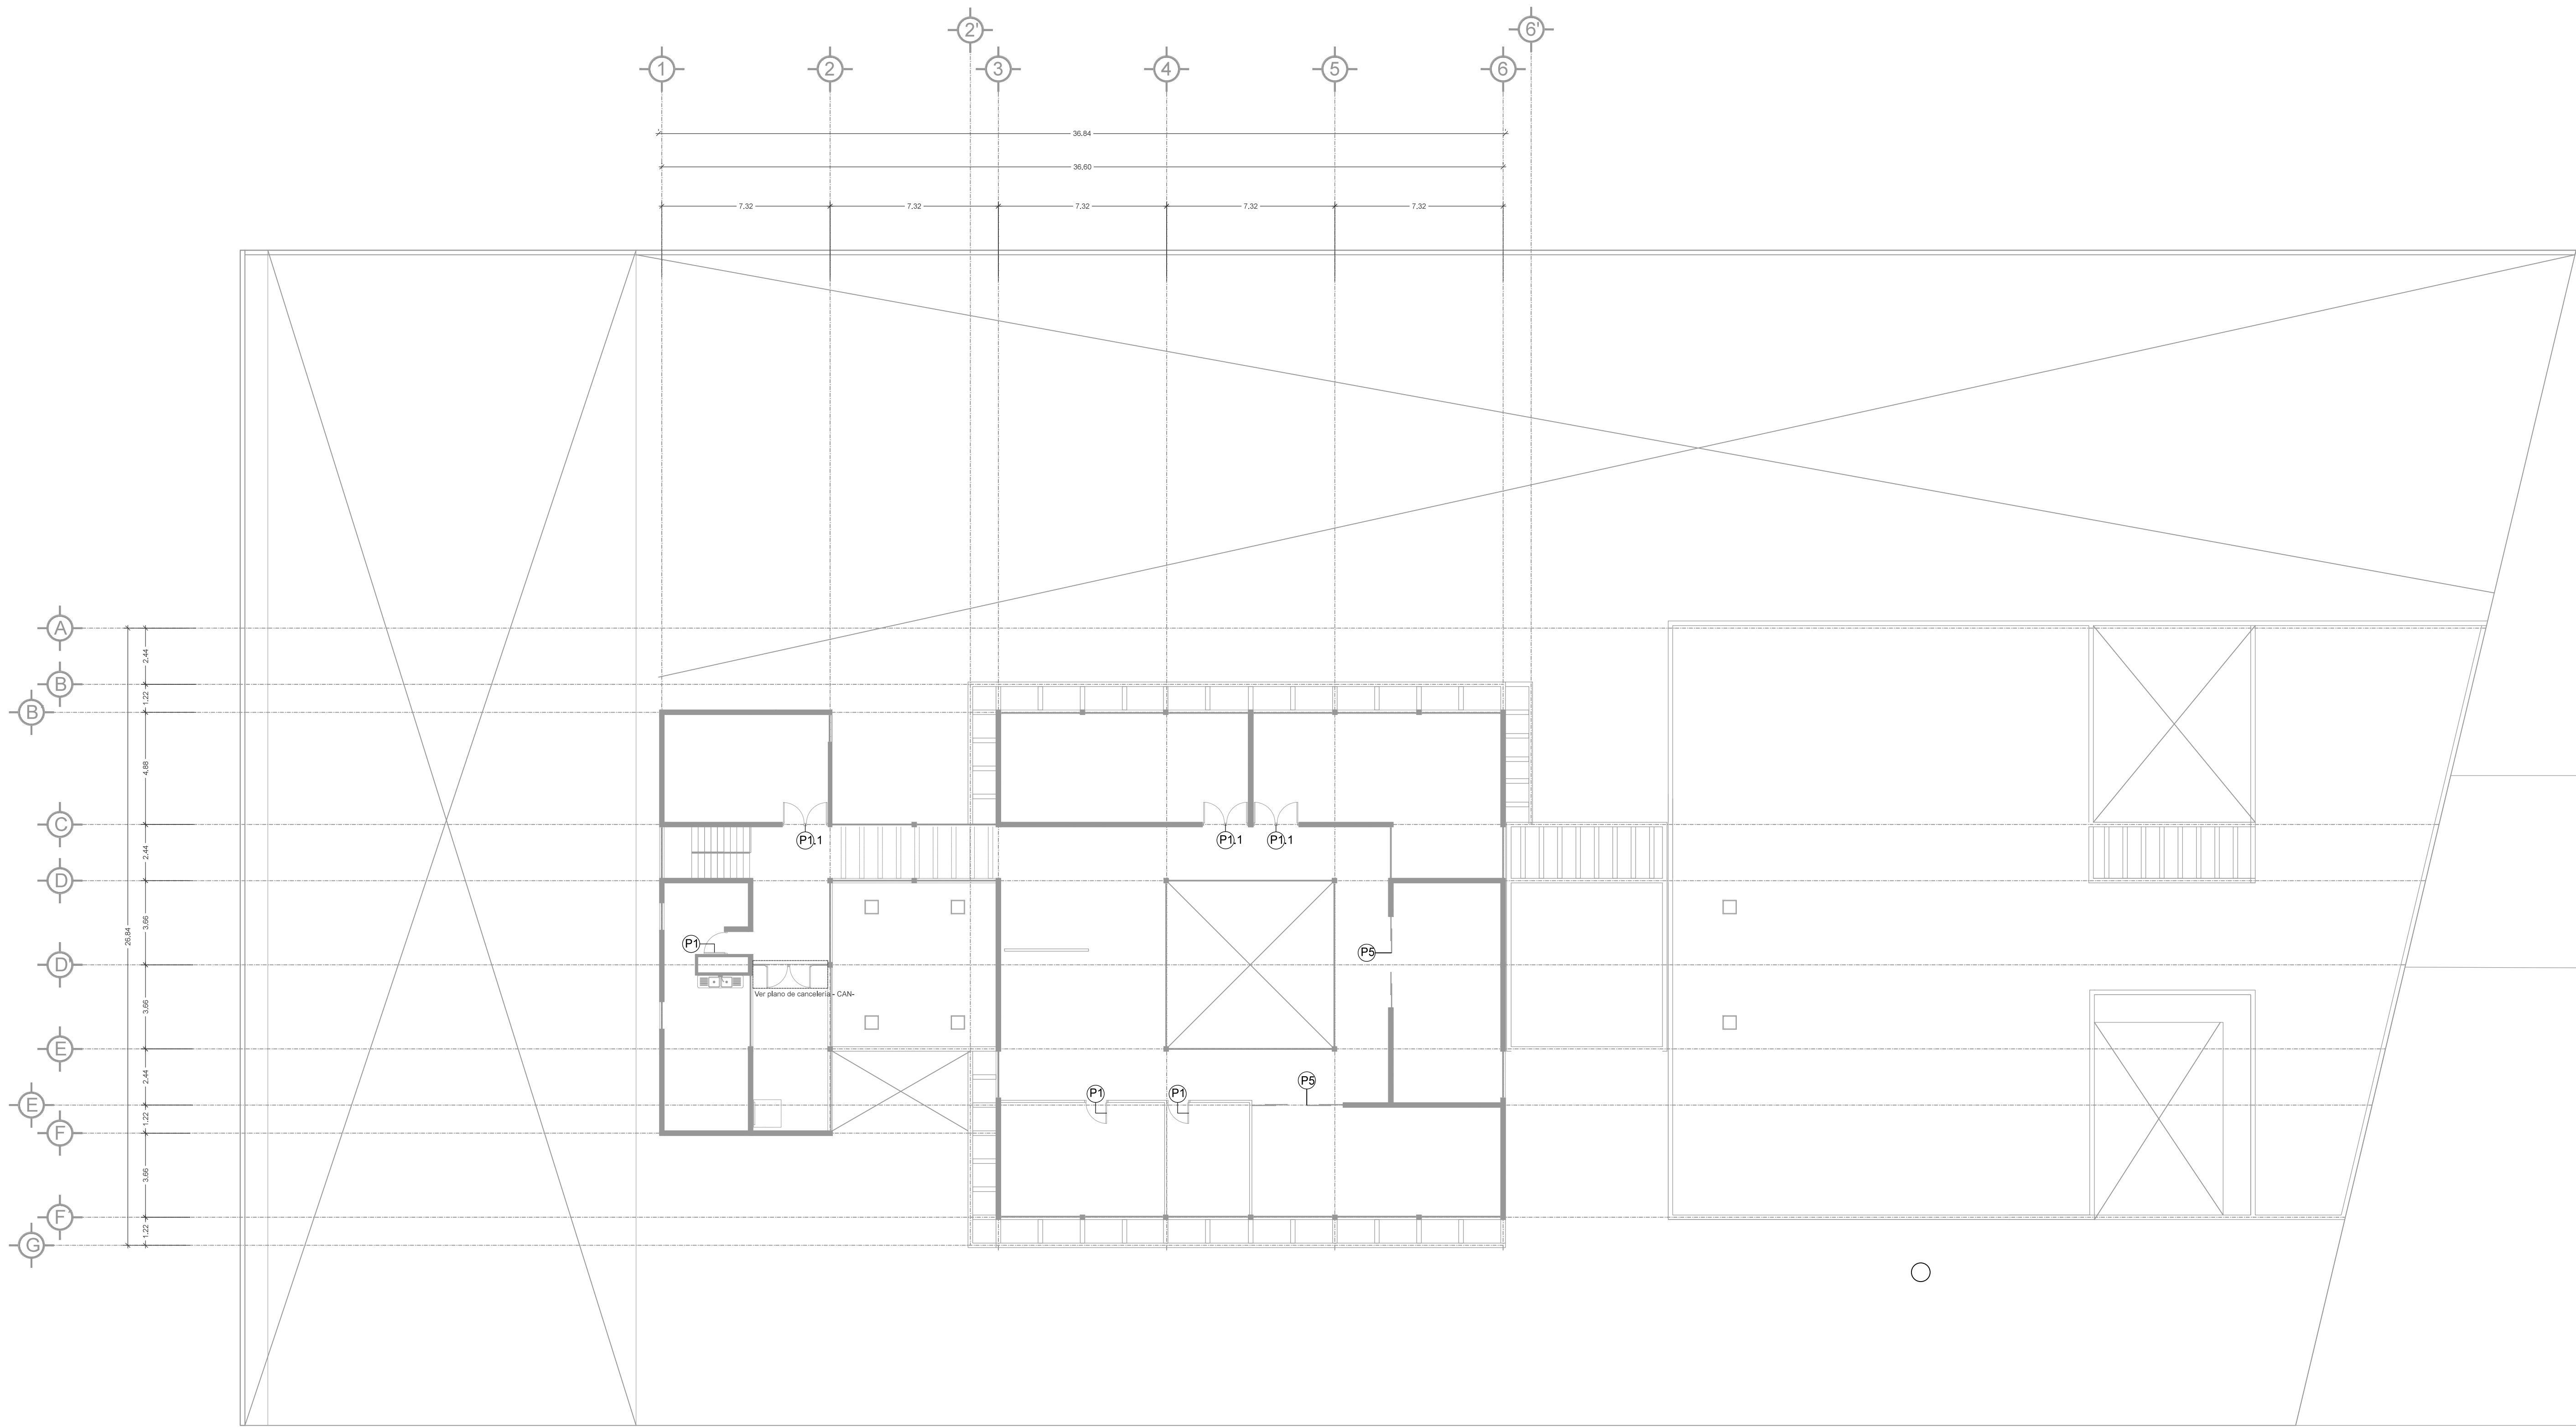 2'
6'
1
2
3
4
5
6
36.84
36.60
7.32
7.32
7.32
7.32
7.32
A
2.44
B
1.22
B
4.88
C
P1.1
P1.1
P1.1
2.44
D
3.66
26.84
P1
P5
D'
Ver plano de cancelería - CAN-
3.66
E
2.44
P5
P1
P1
E
1.22
F
3.66
F
1.22
G